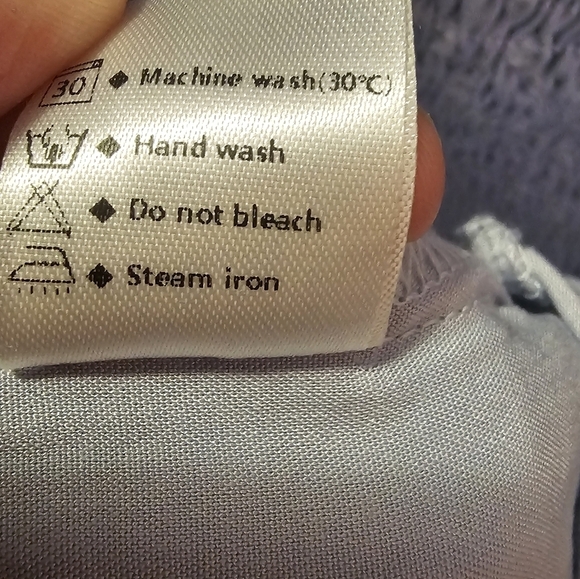 30 ◆ Machine wash(30°C)
◆ Hand wash
◆ Do not bleach
◆ Steam iron